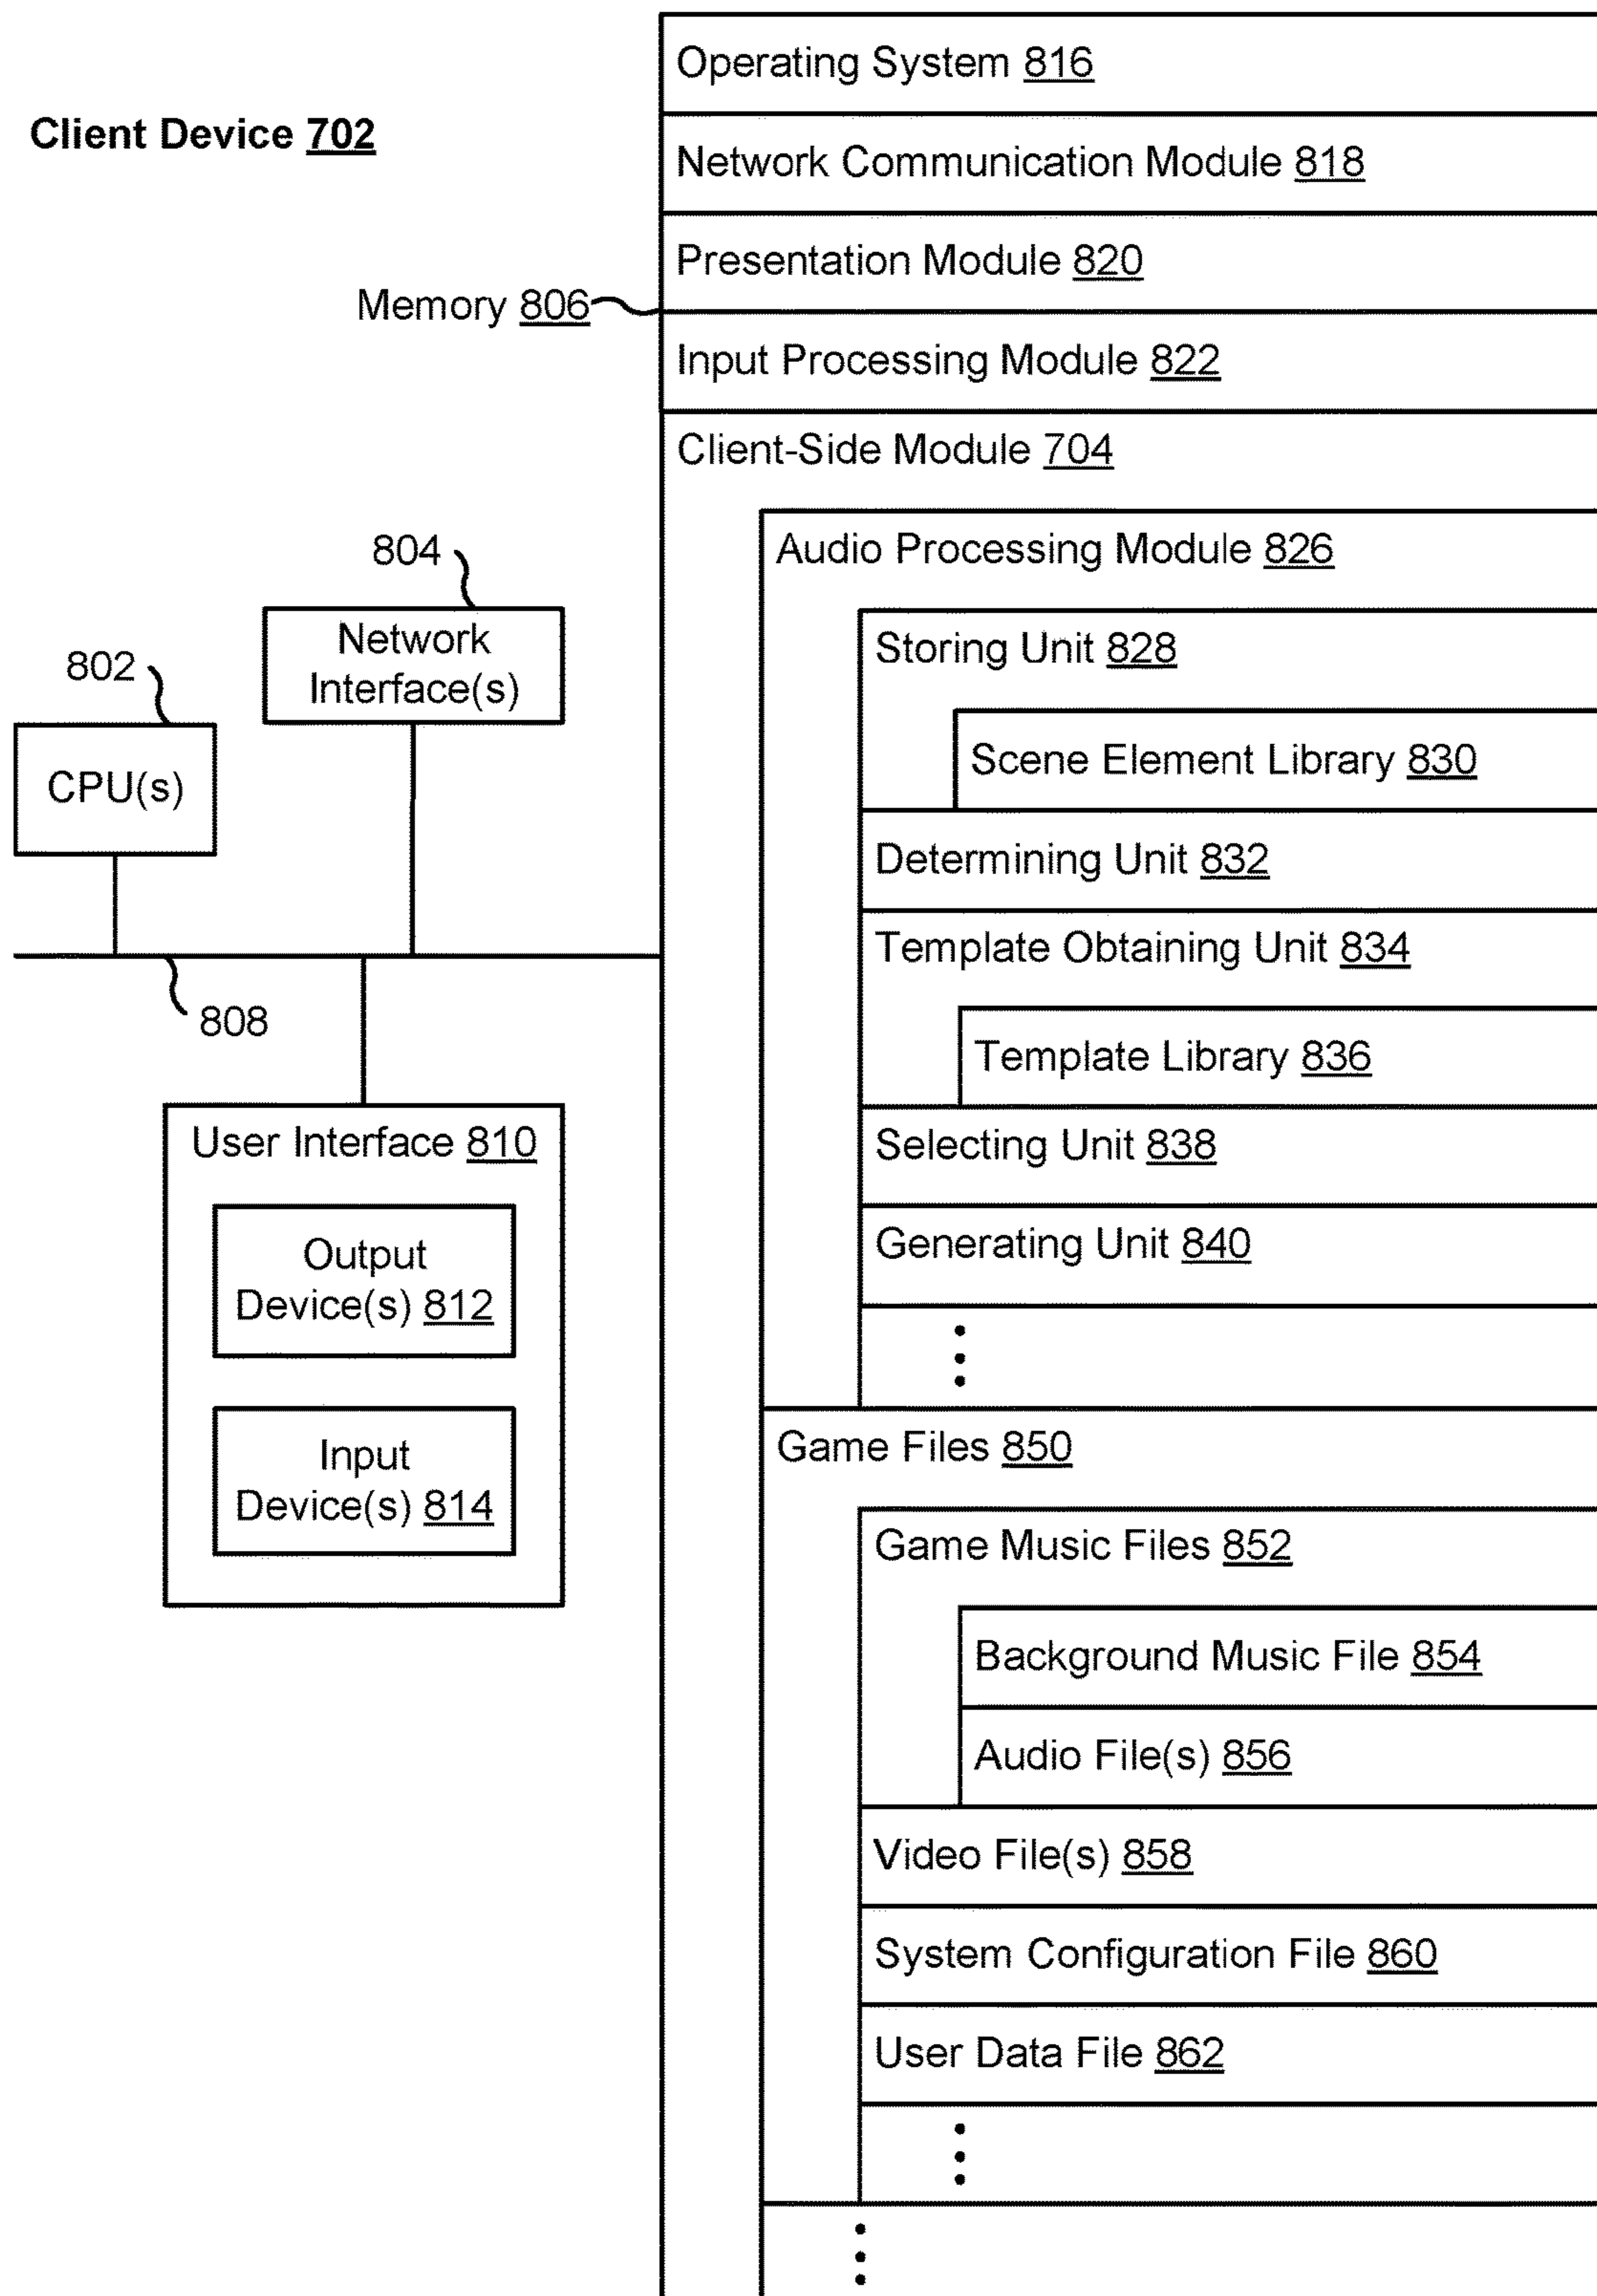 Client Device 702
Operating System 816
Network Communication Module 818
Presentation Module 820
Memory 806
Input Processing Module 822
Client-Side Module 704
Audio Processing Module 826
Storing Unit 828
Scene Element Library 830
Determining Unit 832
Template Obtaining Unit 834
Template Library 836
Selecting Unit 838
Generating Unit 840
Game Files 850
Game Music Files 852
Background Music File 854
Audio File(s) 856
Video File(s) 858
System Configuration File 860
User Data File 862
804
Network
Interface(s)
802
CPU(s)
808
User Interface 810
Output
Device(s) 812
Input
Device(s) 814